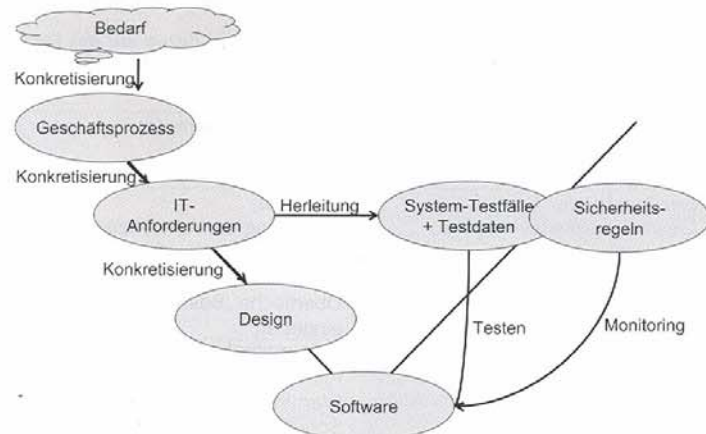 Bedarf
Konkretisierung
Geschäftsprozess
Konkretisierung
IT-
Anforderungen
Herleitung
System-Testfälle
+ Testdaten
Sicherheits-
regeln
Konkretisierung
Design
Testen
Monitoring
Software